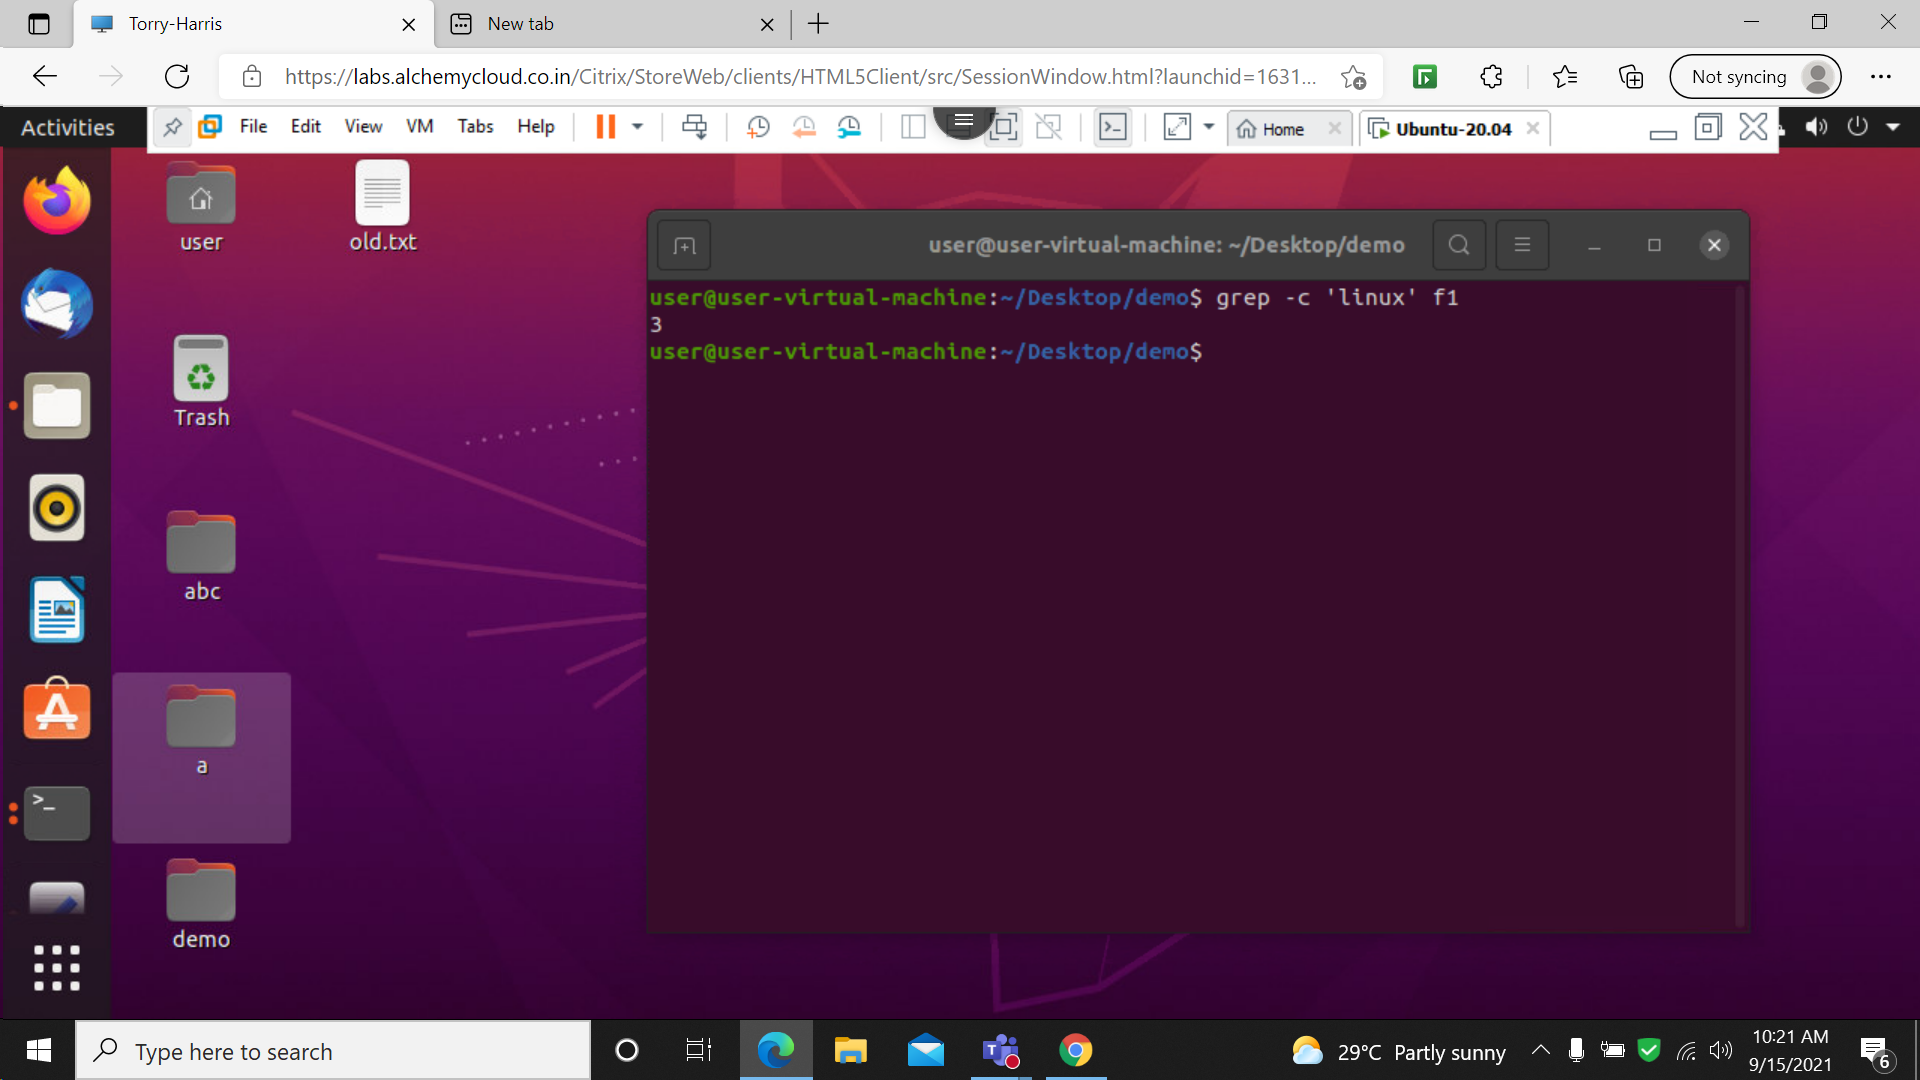 Torry-Harris
New tab
https://labs.alchemycloud.co.in/Citrix/StoreWeb/clients/HTML5Client/src/SessionWindow.html?launchid=1631...
Not syncing
Activities
File Edit View VM Tabs Help
Home
Ubuntu-20.04
user
old.txt
Trash
abc
a
demo
user@user-virtual-machine: ~/Desktop/demo
user@user-virtual-machine:~/Desktop/demo$ grep -c 'linux' f1
3
user@user-virtual-machine:~/Desktop/demo$
>_
Type here to search
29°C Partly sunny
10:21 AM
9/15/2021
6